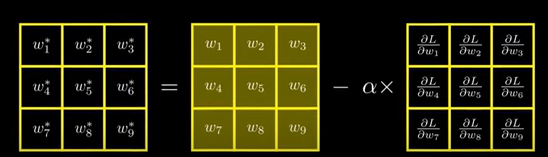 w₁* w₂* w₃* w₁ w₂ w₃ ∂L/∂w₁ ∂L/∂w₂ ∂L/∂w₃
w₄* w₅* w₆* = w₄ w₅ w₆ − α× ∂L/∂w₄ ∂L/∂w₅ ∂L/∂w₆
w₇* w₈* w₉* w₇ w₈ w₉ ∂L/∂w₇ ∂L/∂w₈ ∂L/∂w₉